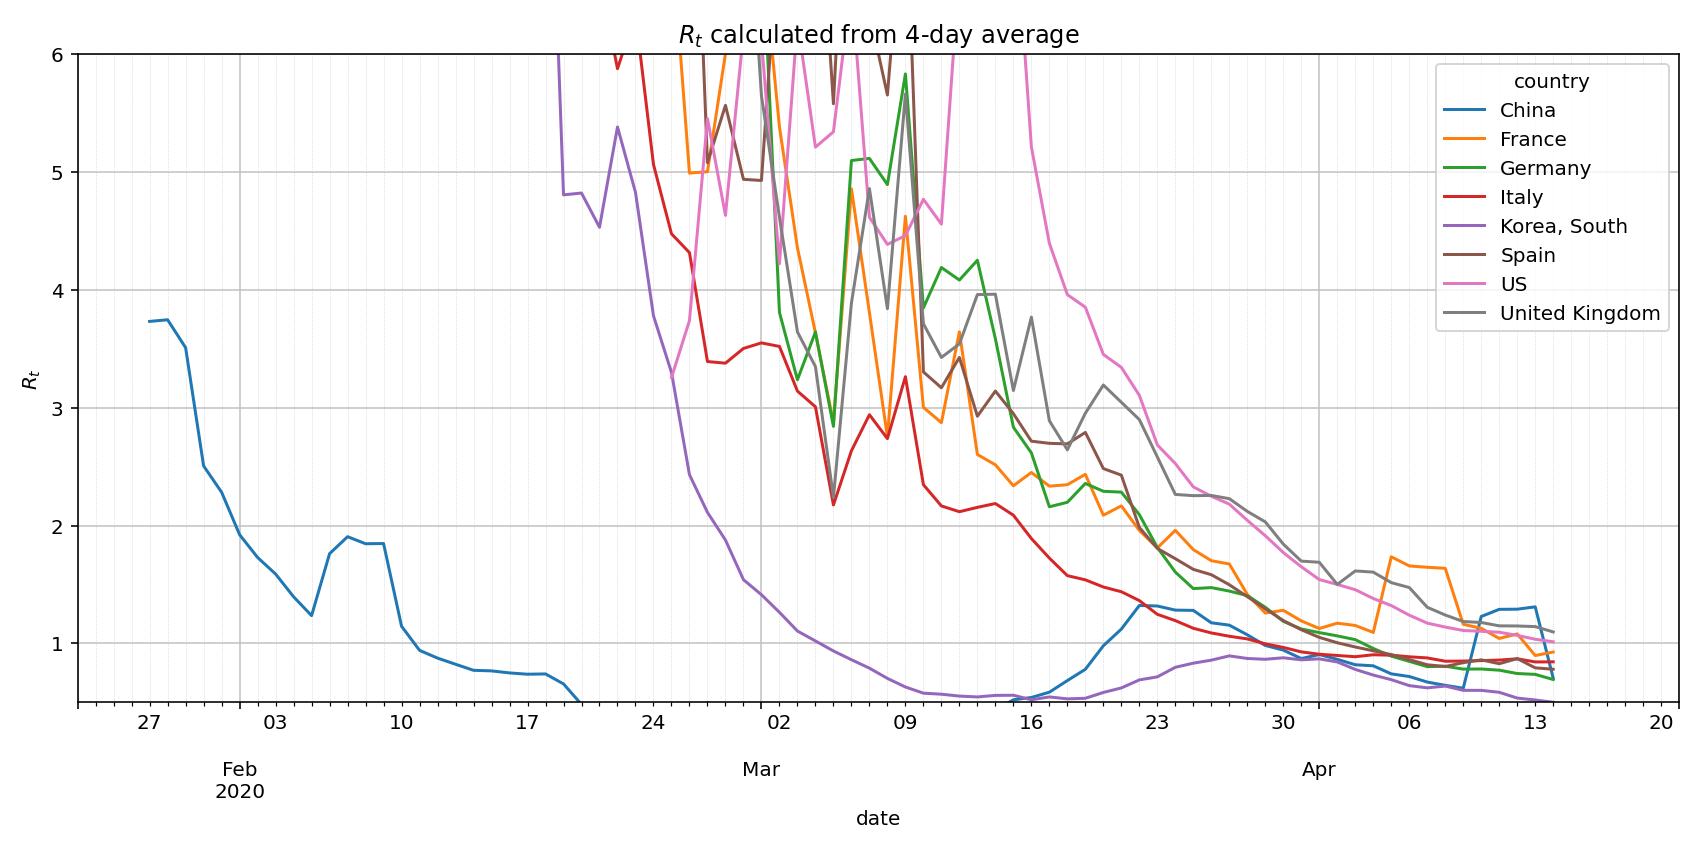 R_t calculated from 4-day average
country
China
France
Germany
Italy
Korea, South
Spain
US
United Kingdom
6
5
4
3
2
1
R_t
27 03 10 17 24 02 09 16 23 30 06 13 20
Feb Mar Apr
2020
date